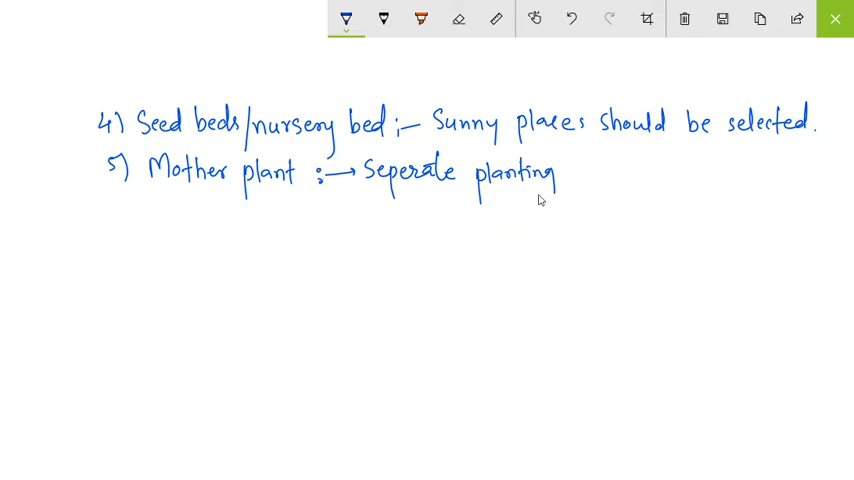 4) Seed beds/nursery bed :- Sunny places should be selected.
5) Mother plant :→ Seperate planting